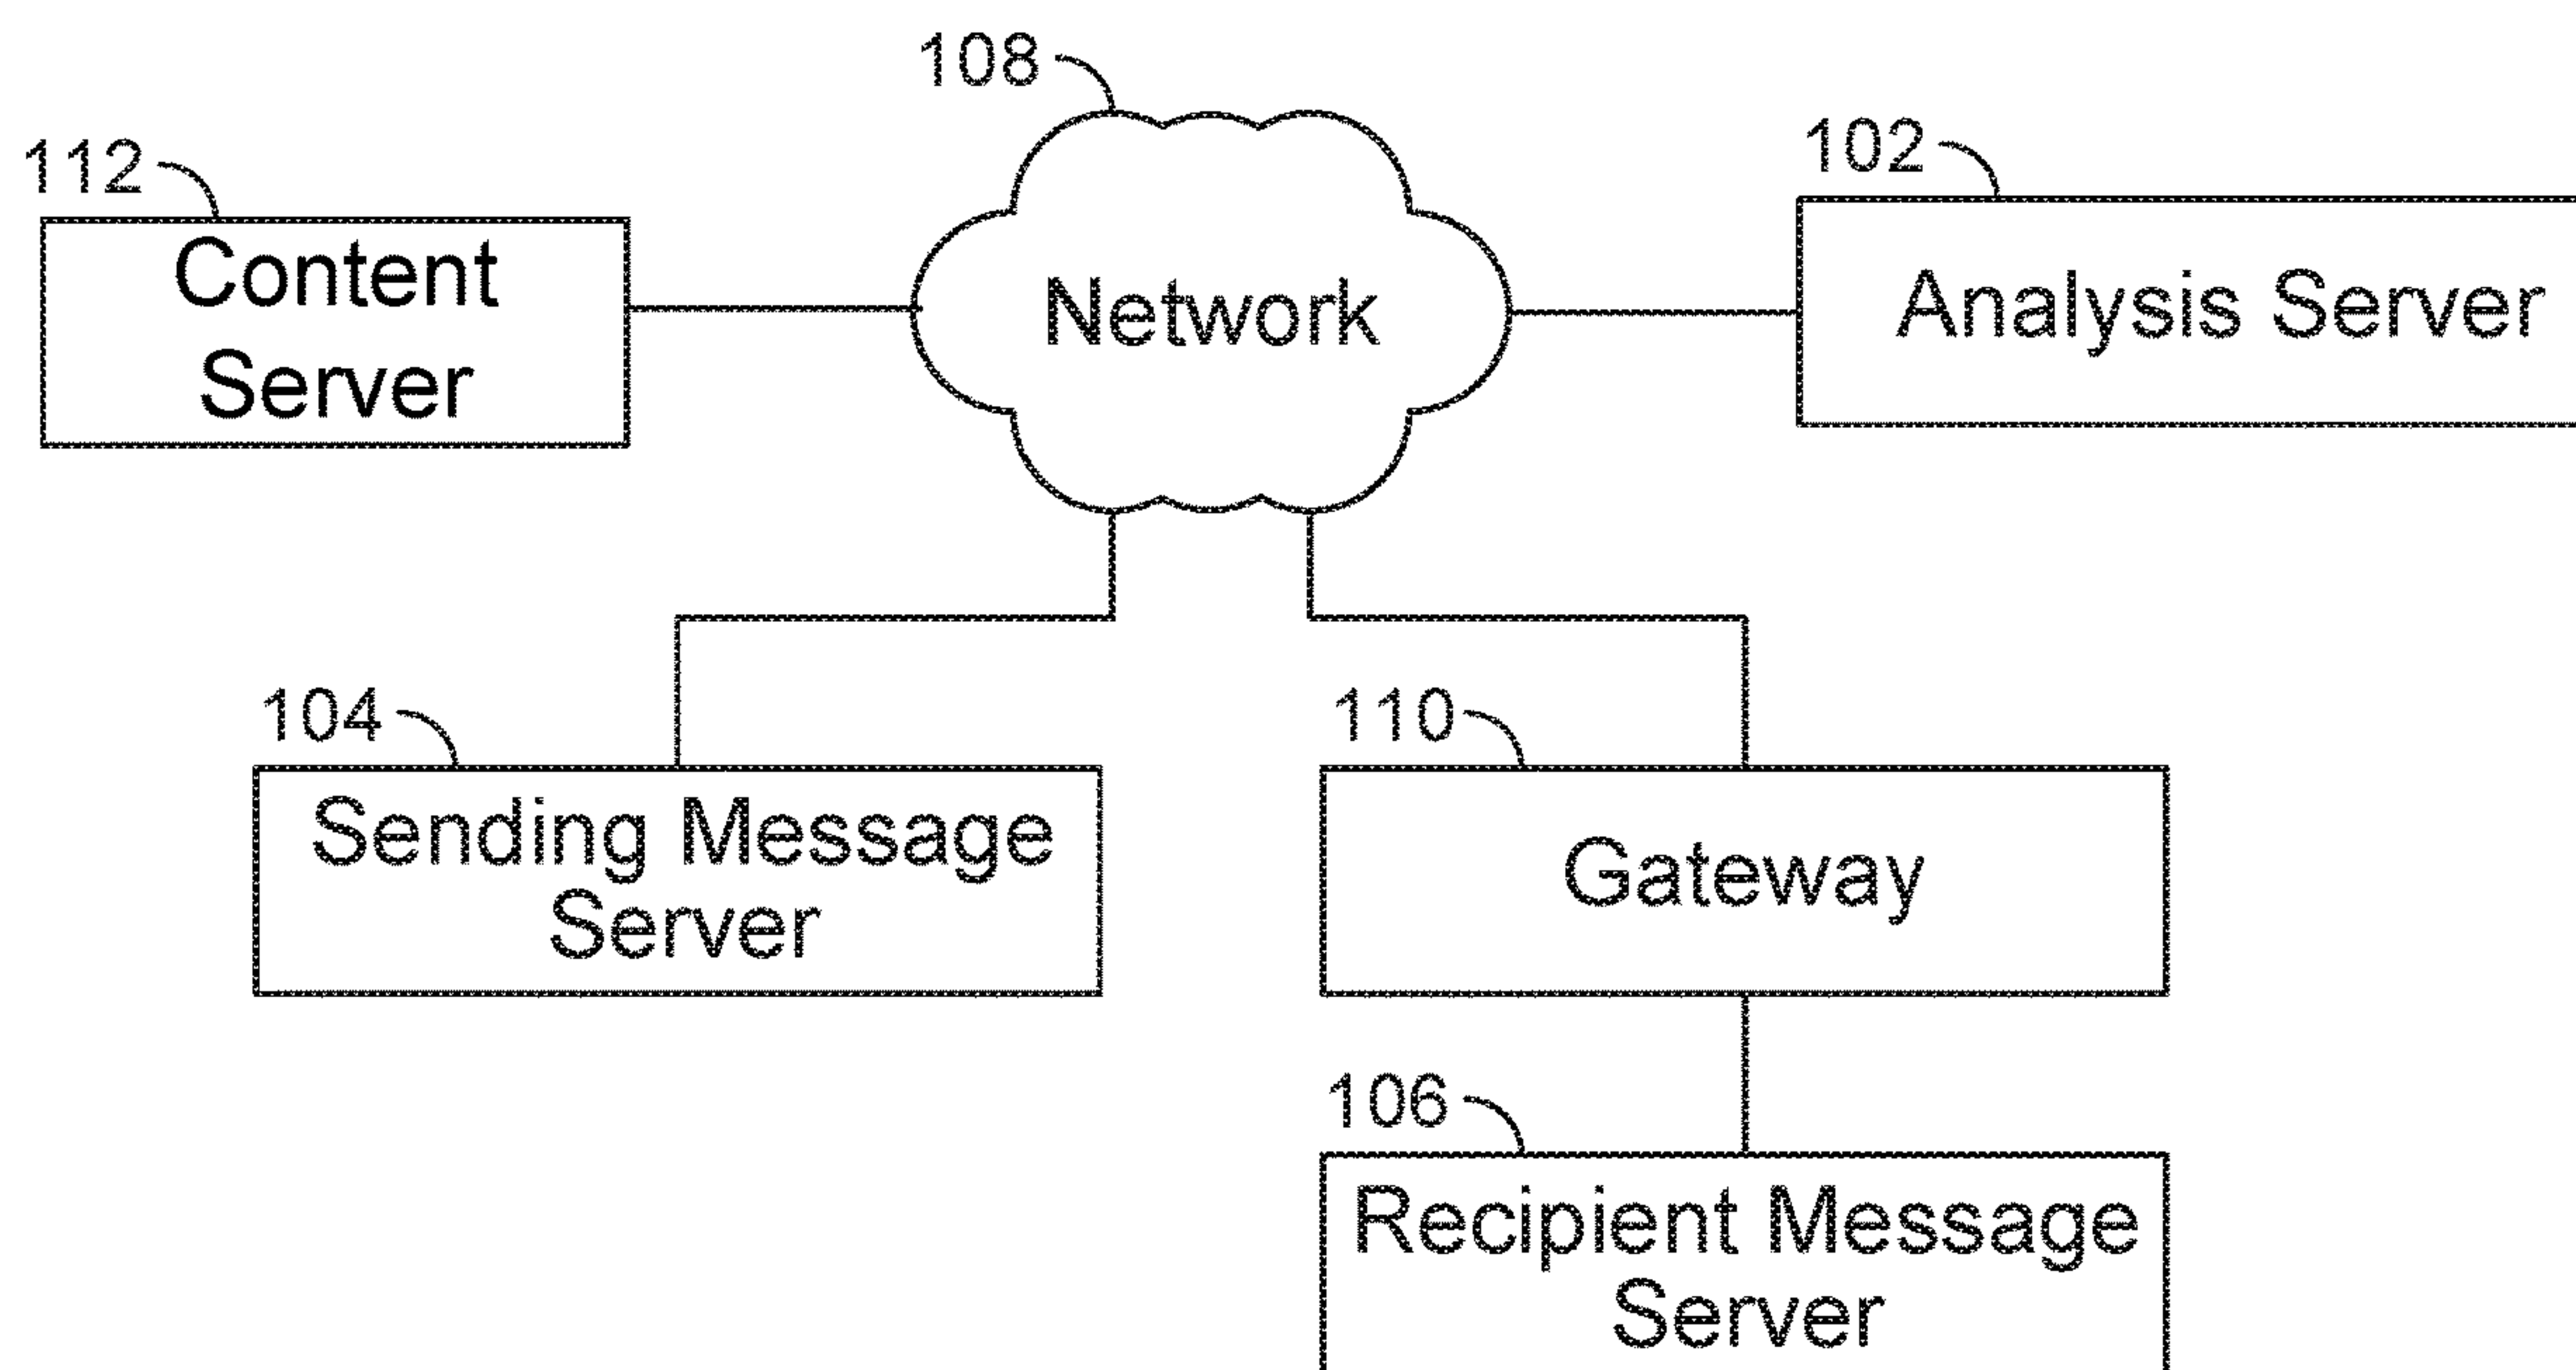 108
112
102
Content
Server
Network
Analysis Server
104
110
Sending Message
Server
Gateway
106
Recipient Message
Server